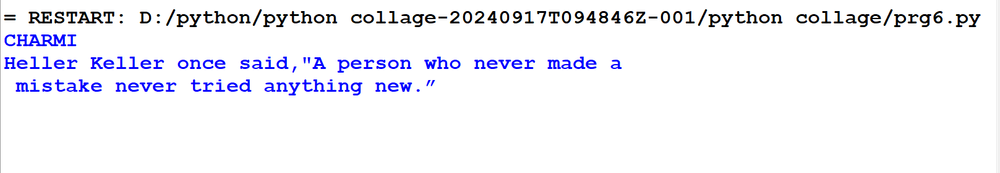 = RESTART: D:/python/python collage-20240917T094846Z-001/python collage/prg6.py
CHARMI
Heller Keller once said,"A person who never made a
 mistake never tried anything new.”